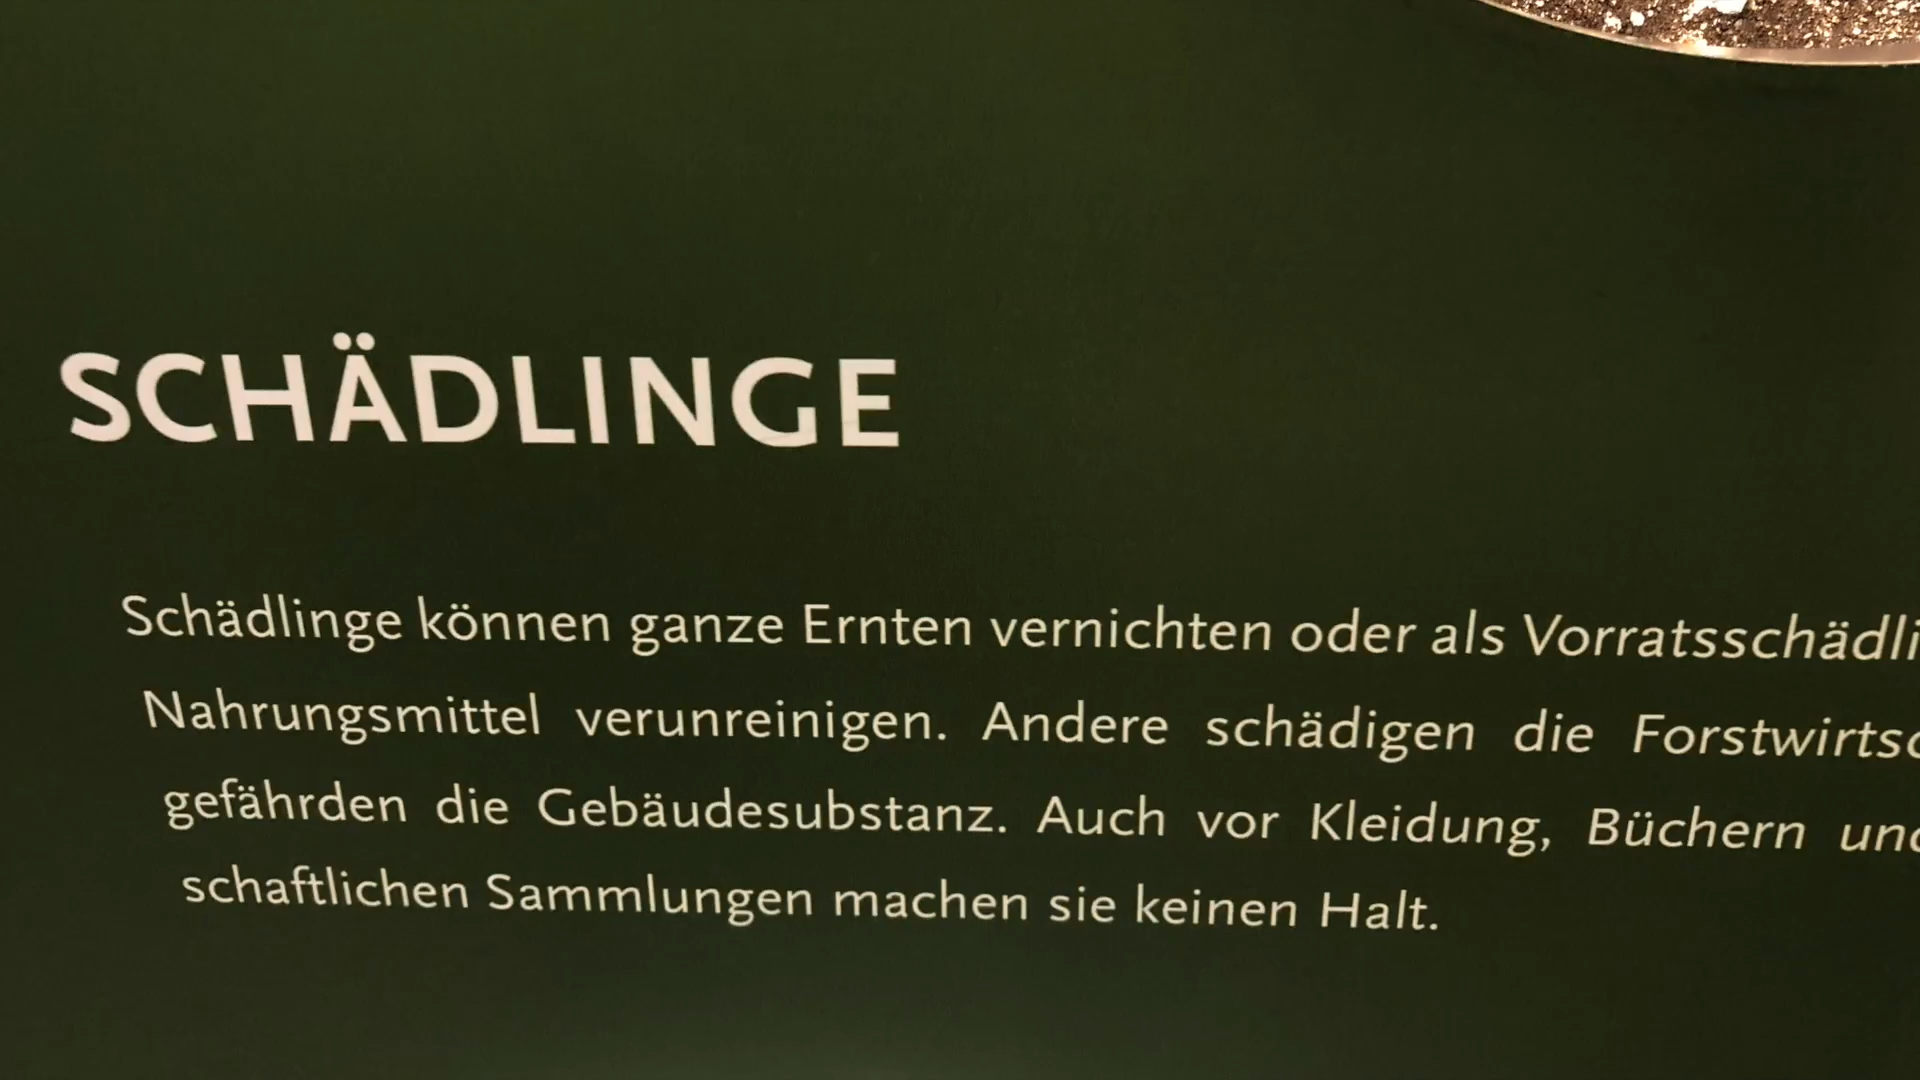 SCHÄDLINGE
Schädlinge können ganze Ernten vernichten oder als Vorratsschädli
Nahrungsmittel verunreinigen. Andere schädigen die Forstwirtsc
gefährden die Gebäudesubstanz. Auch vor Kleidung, Büchern und
schaftlichen Sammlungen machen sie keinen Halt.